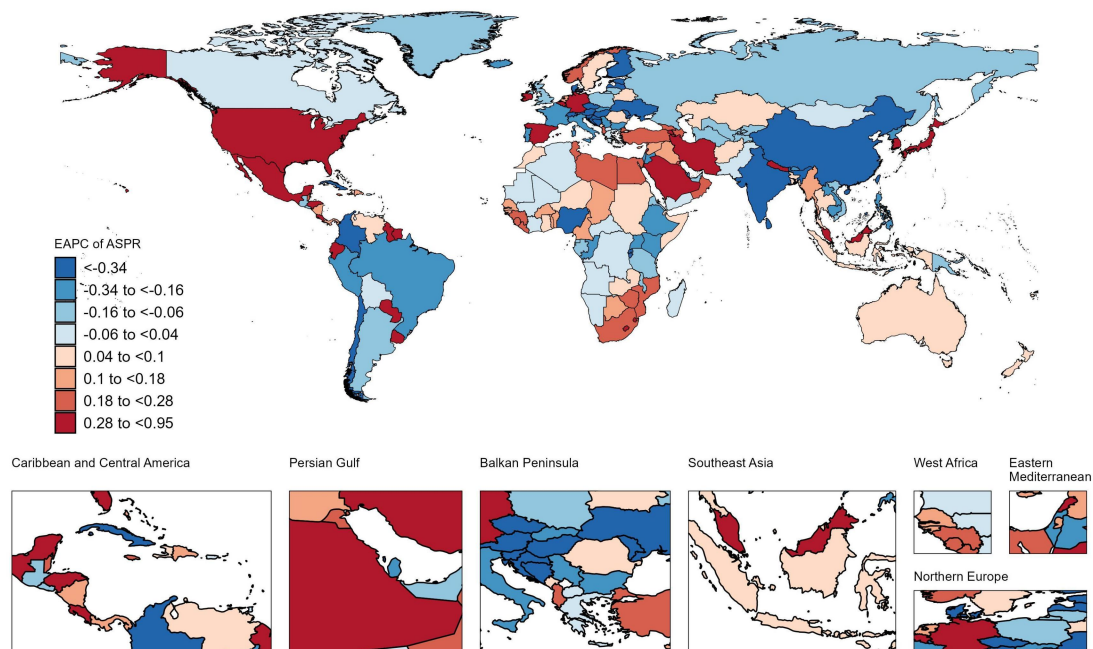 EAPC of ASPR
<-0.34
-0.34 to <-0.16
-0.16 to <-0.06
-0.06 to <0.04
0.04 to <0.1
0.1 to <0.18
0.18 to <0.28
0.28 to <0.95
Caribbean and Central America
Persian Gulf
Balkan Peninsula
Southeast Asia
West Africa
Eastern
Mediterranean
Northern Europe